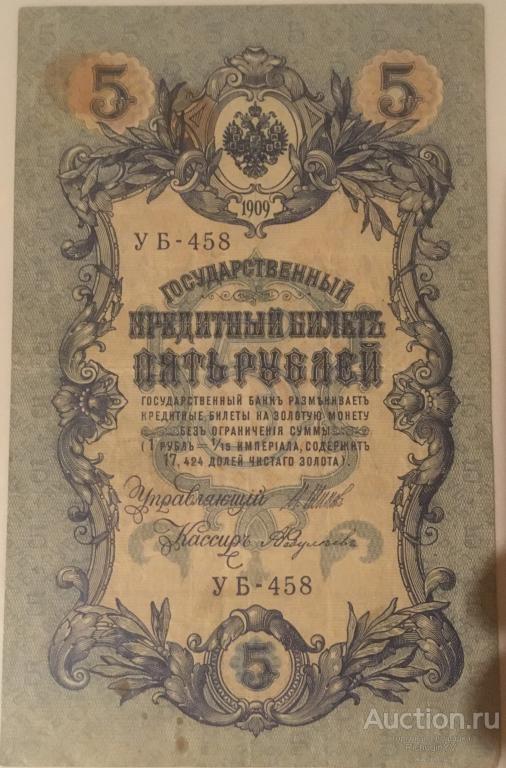 5 5
1909
УБ-458
ГОСУДАРСТВЕННЫЙ
КРЕДИТНЫЙ БИЛЕТЪ
ПЯТЬ РУБЛЕЙ
ГОСУДАРСТВЕННЫЙ БАНКЪ РАЗМѢНИВАЕТЪ
КРЕДИТНЫЕ БИЛЕТЫ НА ЗОЛОТУЮ МОНЕТУ
БЕЗЪ ОГРАНИЧЕНІЯ СУММЫ
(1 РУБЛЬ = 1/15 ИМПЕРІАЛА, СОДЕРЖИТЪ
17,424 ДОЛЕЙ ЧИСТАГО ЗОЛОТА).
Управляющій
Кассиръ
УБ-458
5
Auction.ru